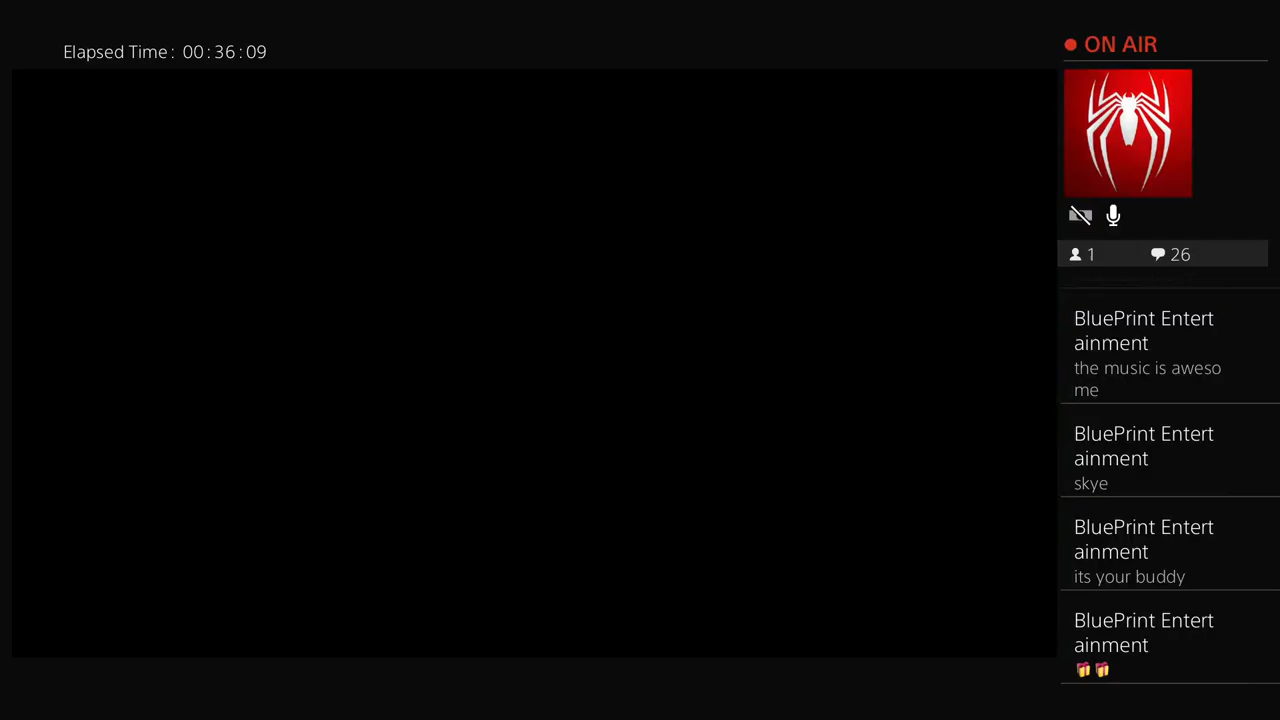 Elapsed Time: 00:36:09
ON AIR
1 26
BluePrint Entert
ainment
the music is aweso
me
BluePrint Entert
ainment
skye
BluePrint Entert
ainment
its your buddy
BluePrint Entert
ainment
🎁🎁